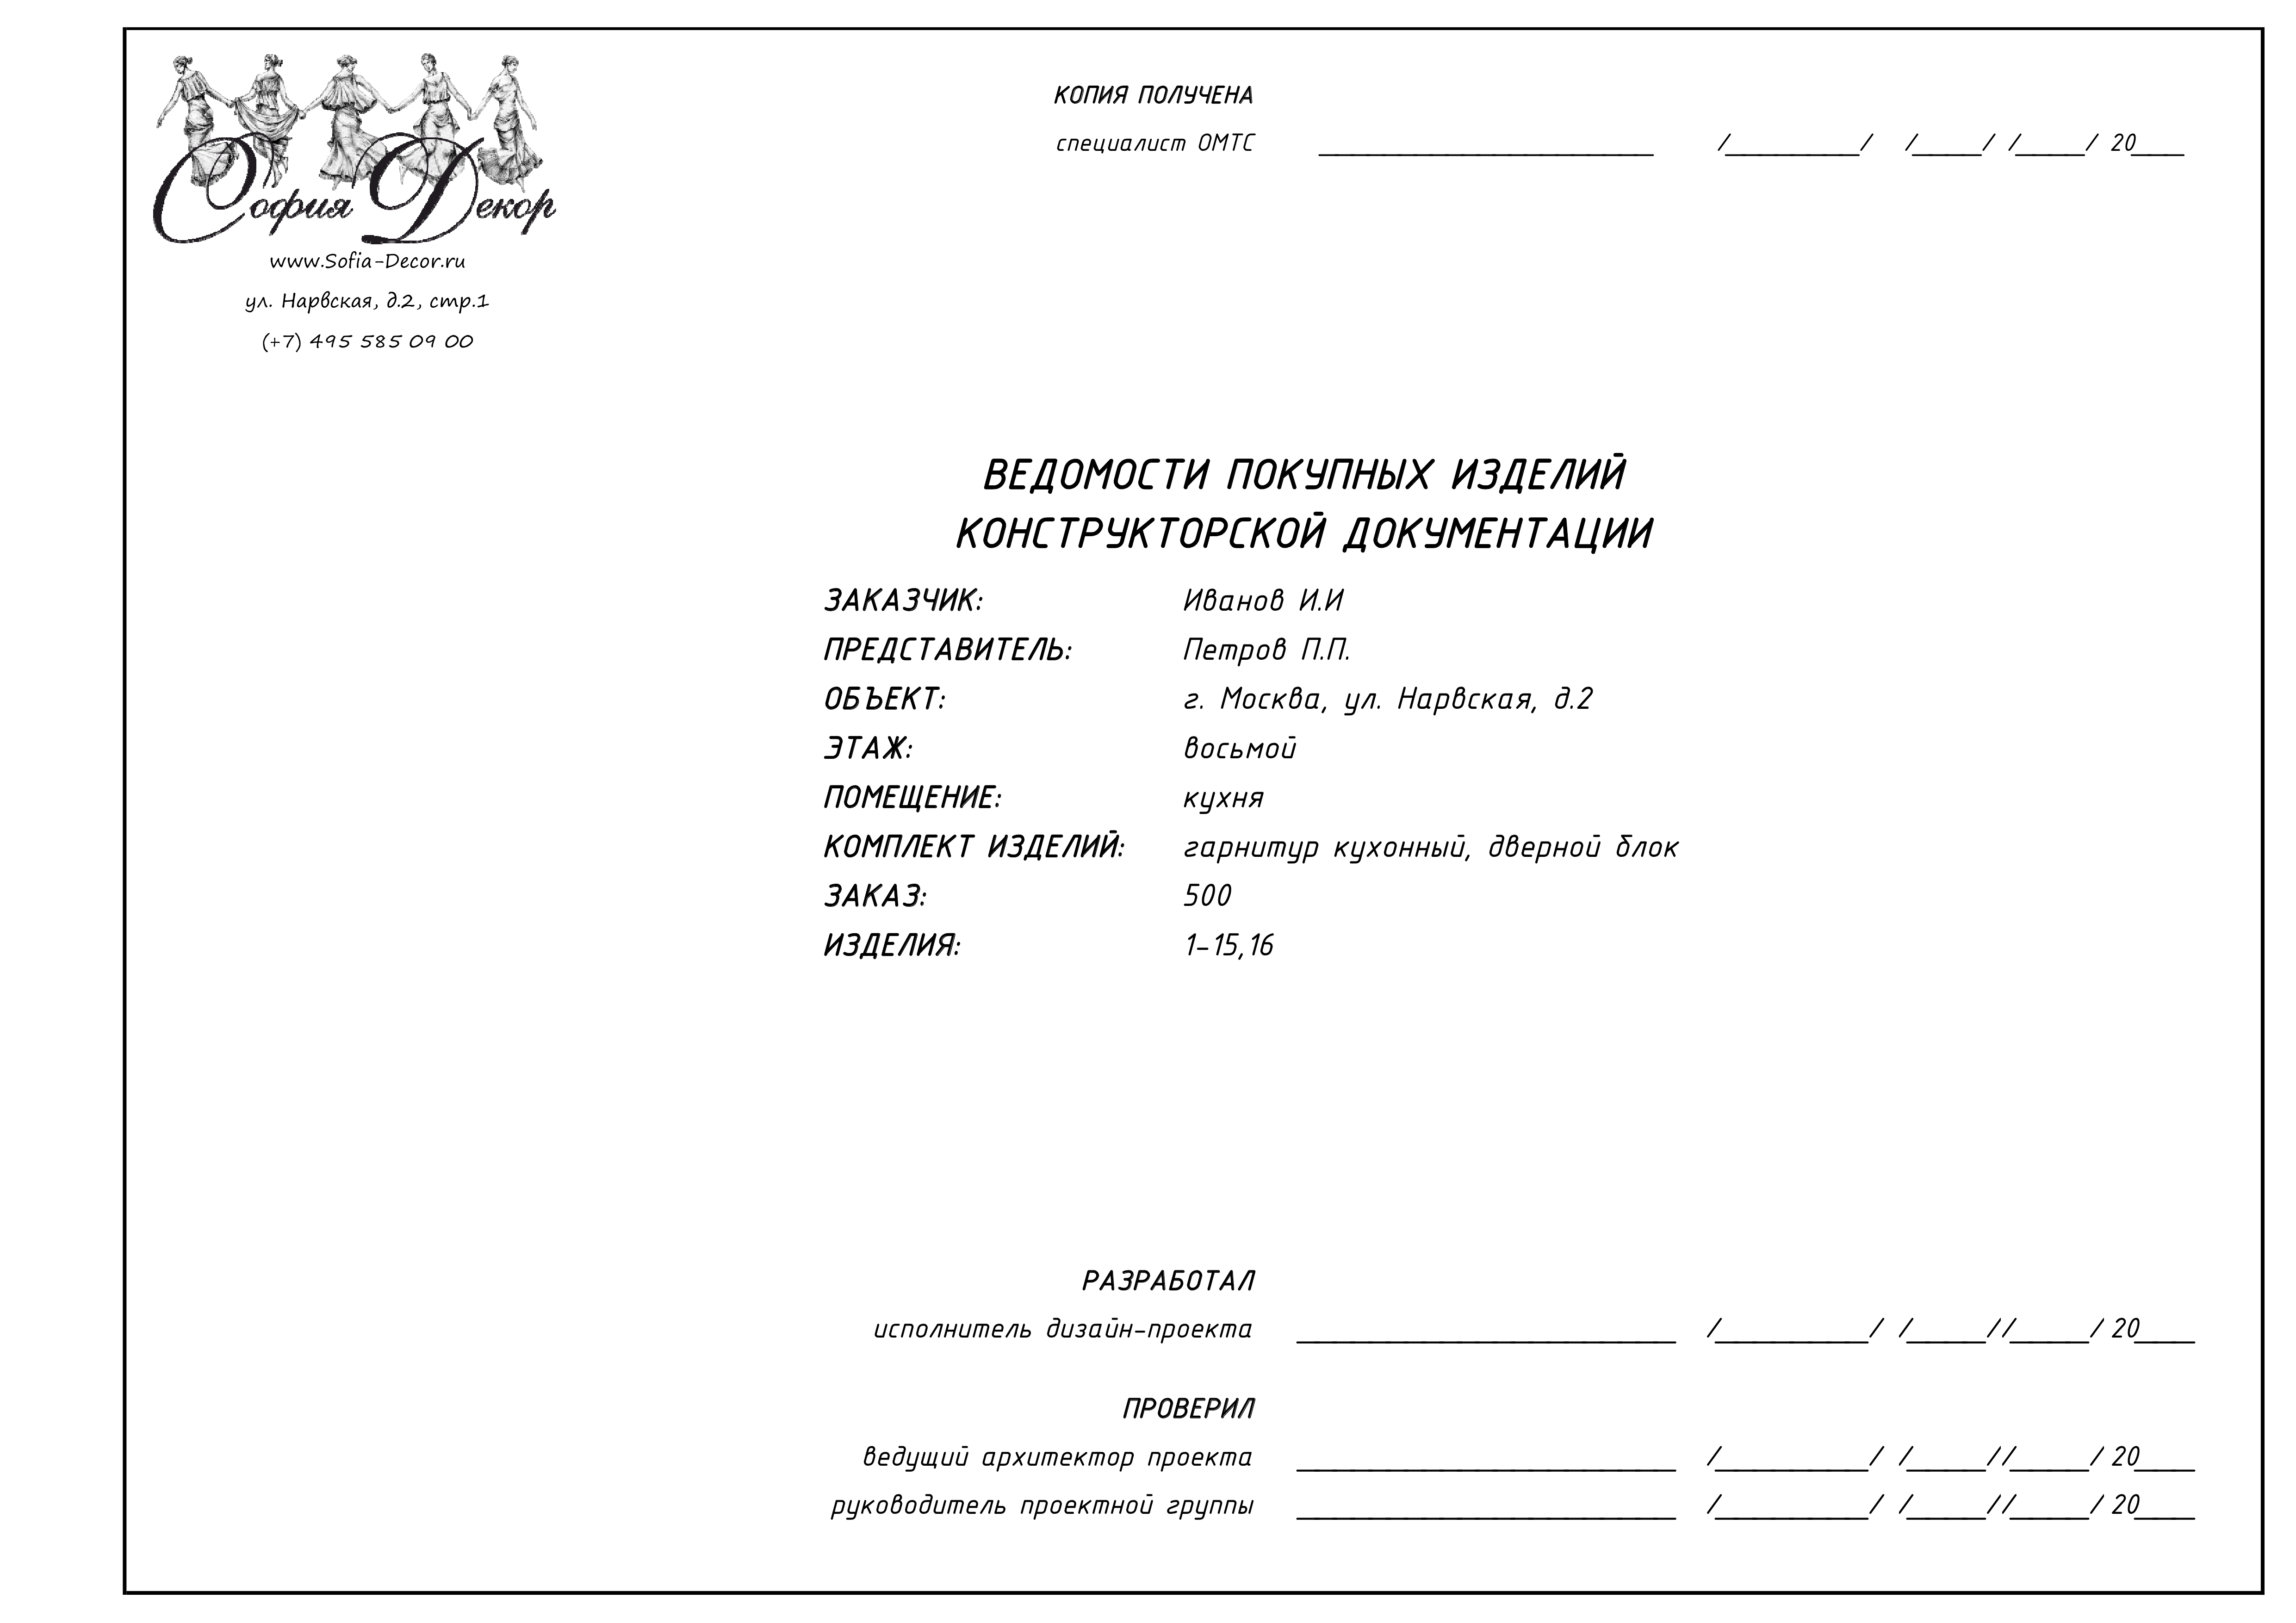 София Декор
www.Sofia-Decor.ru
ул. Нарвская, д.2, стр.1
(+7) 495 585 09 00
КОПИЯ ПОЛУЧЕНА
специалист ОМТС _________________________ /__________/ /_____/ /_____/ 20____
ВЕДОМОСТИ ПОКУПНЫХ ИЗДЕЛИЙ
КОНСТРУКТОРСКОЙ ДОКУМЕНТАЦИИ
ЗАКАЗЧИК: Иванов И.И
ПРЕДСТАВИТЕЛЬ: Петров П.П.
ОБЪЕКТ: г. Москва, ул. Нарвская, д.2
ЭТАЖ: восьмой
ПОМЕЩЕНИЕ: кухня
КОМПЛЕКТ ИЗДЕЛИЙ: гарнитур кухонный, дверной блок
ЗАКАЗ: 500
ИЗДЕЛИЯ: 1-15,16
РАЗРАБОТАЛ
исполнитель дизайн-проекта _________________________ /__________/ /_____//_____/ 20____
ПРОВЕРИЛ
ведущий архитектор проекта _________________________ /__________/ /_____//_____/ 20____
руководитель проектной группы _________________________ /__________/ /_____//_____/ 20____